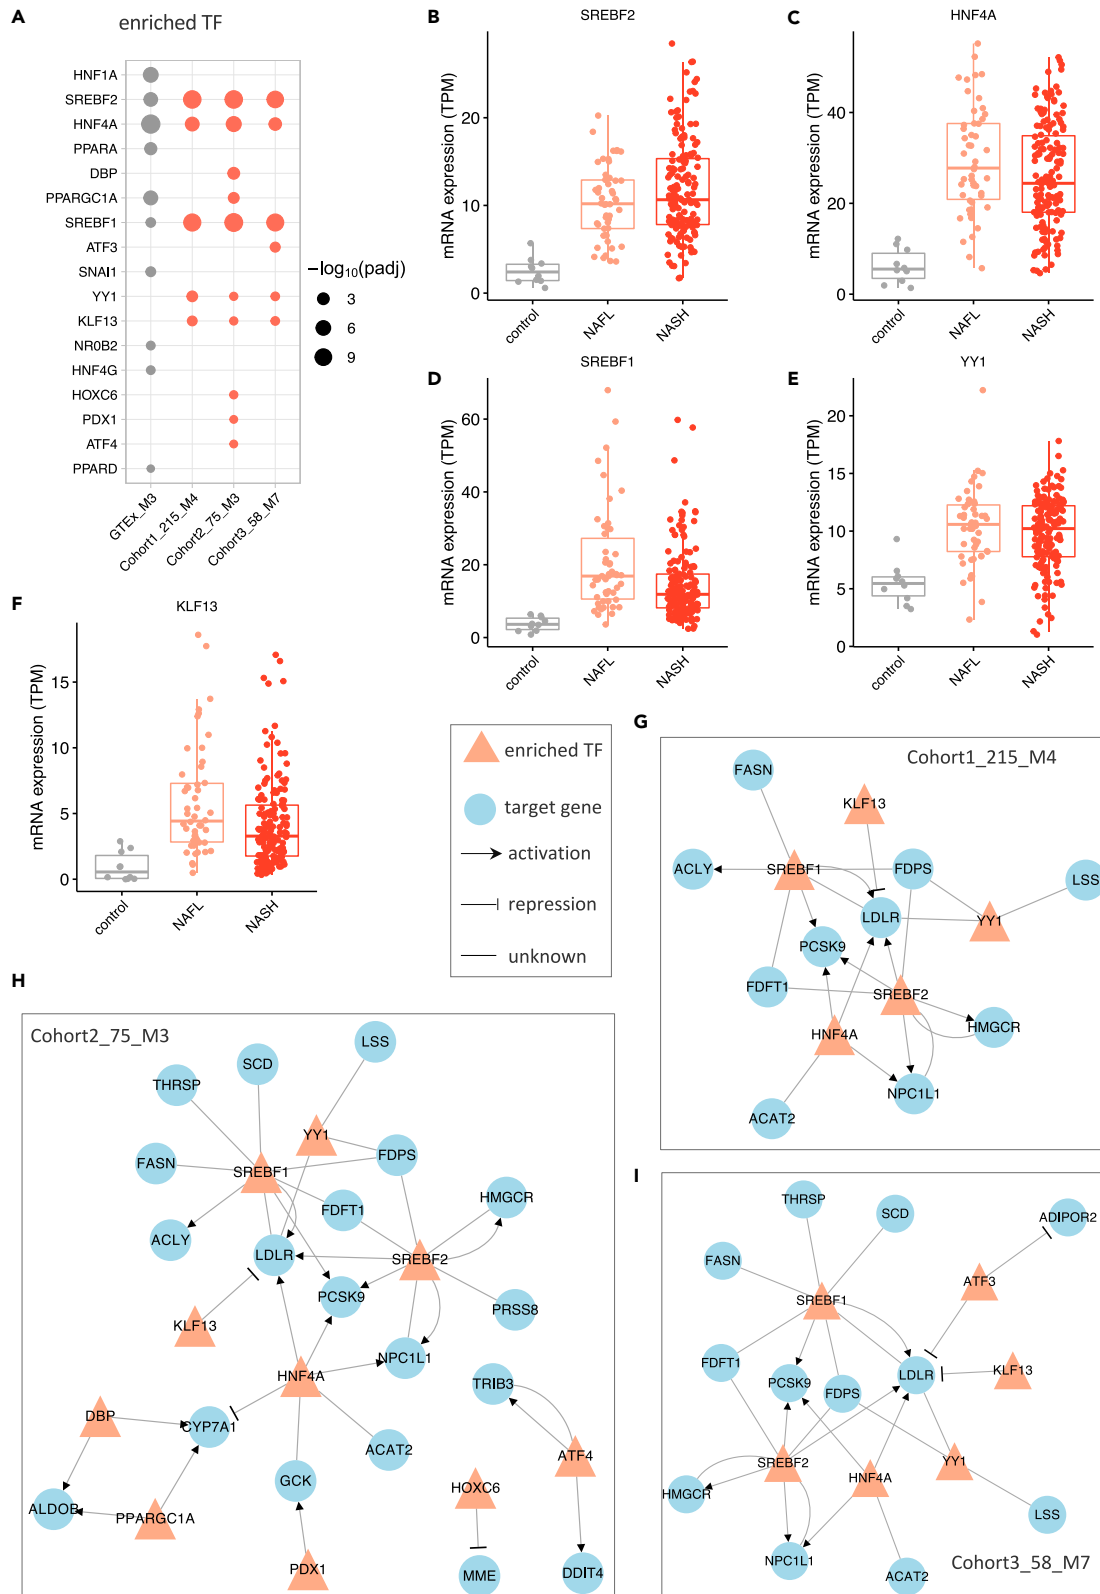 A
enriched TF
HNF1A
SREBF2
HNF4A
PPARA
DBP
PPARGC1A
SREBF1
ATF3
SNAI1
YY1
KLF13
NR0B2
HNF4G
HOXC6
PDX1
ATF4
PPARD
GTEx_M3
Cohort1_215_M4
Cohort2_75_M3
Cohort3_58_M7
−log10(padj)
3
6
9
B
SREBF2
mRNA expression (TPM)
20
10
0
control
NAFL
NASH
C
HNF4A
mRNA expression (TPM)
40
20
0
control
NAFL
NASH
D
SREBF1
mRNA expression (TPM)
60
40
20
0
control
NAFL
NASH
E
YY1
mRNA expression (TPM)
20
10
5
0
control
NAFL
NASH
F
KLF13
mRNA expression (TPM)
15
10
5
0
control
NAFL
NASH
enriched TF
target gene
activation
repression
unknown
G
Cohort1_215_M4
FASN
KLF13
ACLY
SREBF1
FDPS
LSS
LDLR
YY1
PCSK9
FDFT1
SREBF2
HNF4A
HMGCR
NPC1L1
ACAT2
H
Cohort2_75_M3
LSS
SCD
THRSP
YY1
FASN
SREBF1
FDPS
HMGCR
FDFT1
ACLY
LDLR
SREBF2
PCSK9
PRSS8
KLF13
NPC1L1
HNF4A
TRIB3
DBP
CYP7A1
ACAT2
ATF4
GCK
HOXC6
ALDOB
PPARGC1A
PDX1
MME
DDIT4
I
THRSP
SCD
ADIPOR2
FASN
ATF3
SREBF1
FDFT1
PCSK9
LDLR
KLF13
FDPS
SREBF2
HNF4A
YY1
HMGCR
LSS
NPC1L1
ACAT2
Cohort3_58_M7